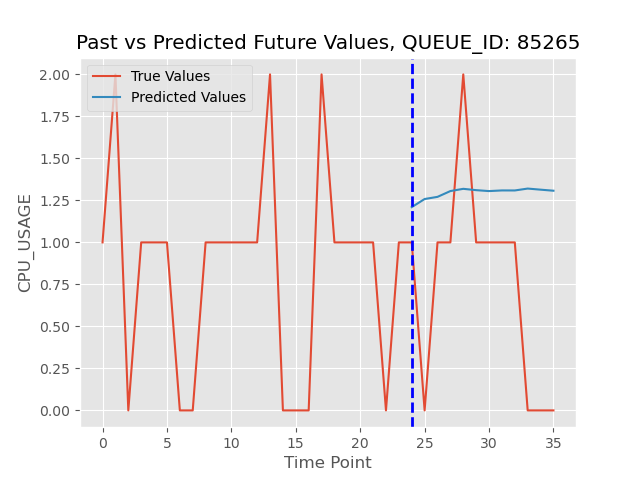 Past vs Predicted Future Values, QUEUE_ID: 85265
True Values
Predicted Values
CPU_USAGE
2.00
1.75
1.50
1.25
1.00
0.75
0.50
0.25
0.00
0 5 10 15 20 25 30 35
Time Point